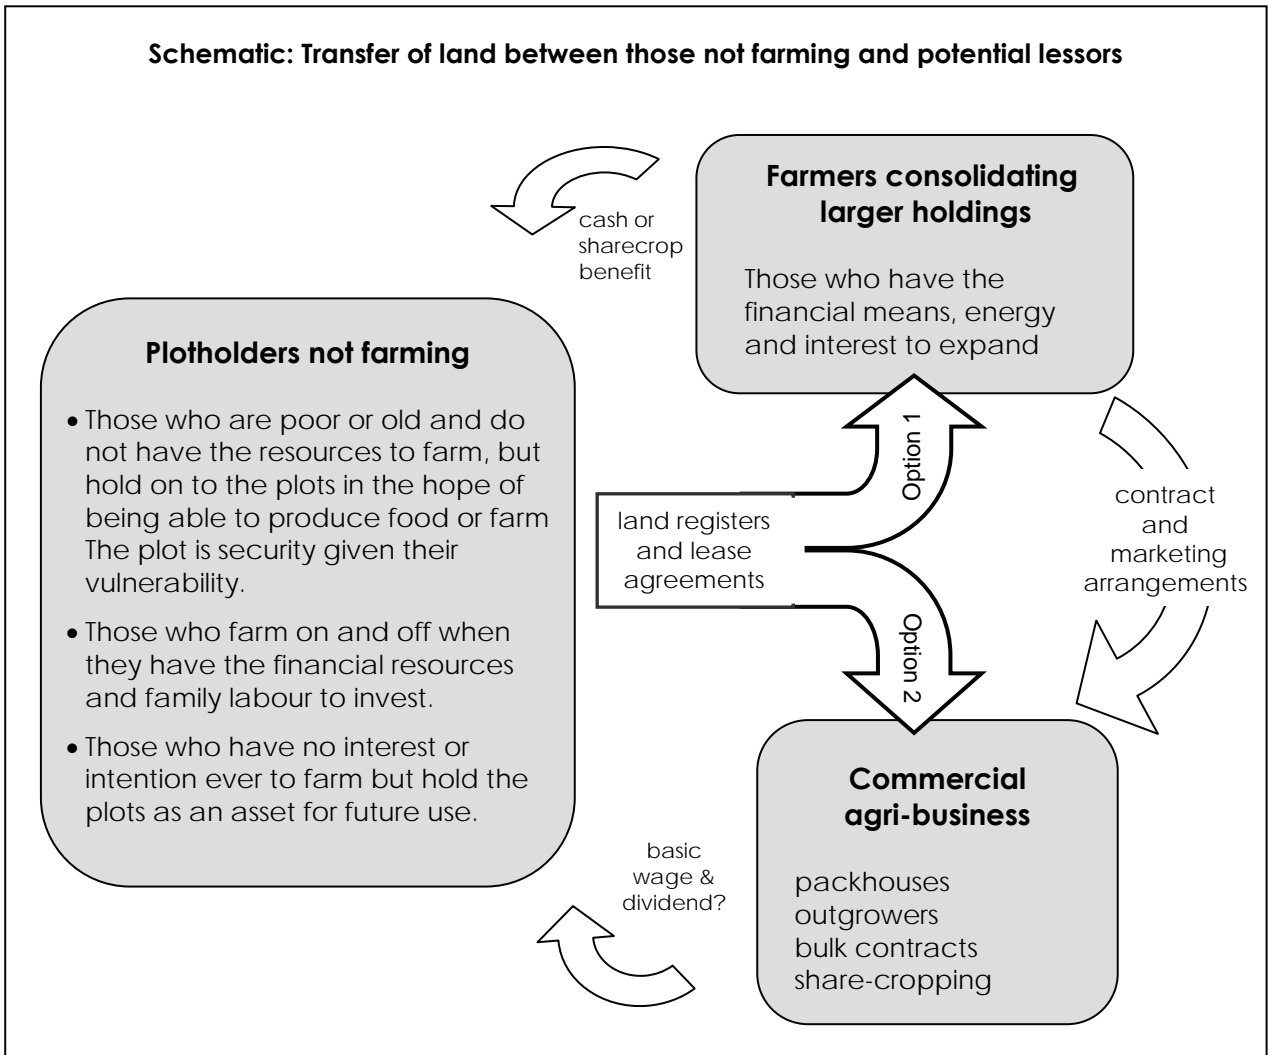 Schematic: Transfer of land between those not farming and potential lessors
Farmers consolidating
larger holdings
Those who have the
financial means, energy
and interest to expand
cash or
sharecrop
benefit
Plotholders not farming
• Those who are poor or old and do
not have the resources to farm, but
hold on to the plots in the hope of
being able to produce food or farm
The plot is security given their
vulnerability.
• Those who farm on and off when
they have the financial resources
and family labour to invest.
• Those who have no interest or
intention ever to farm but hold the
plots as an asset for future use.
land registers
and lease
agreements
Option 1
Option 2
contract
and
marketing
arrangements
Commercial
agri-business
packhouses
outgrowers
bulk contracts
share-cropping
basic
wage &
dividend?